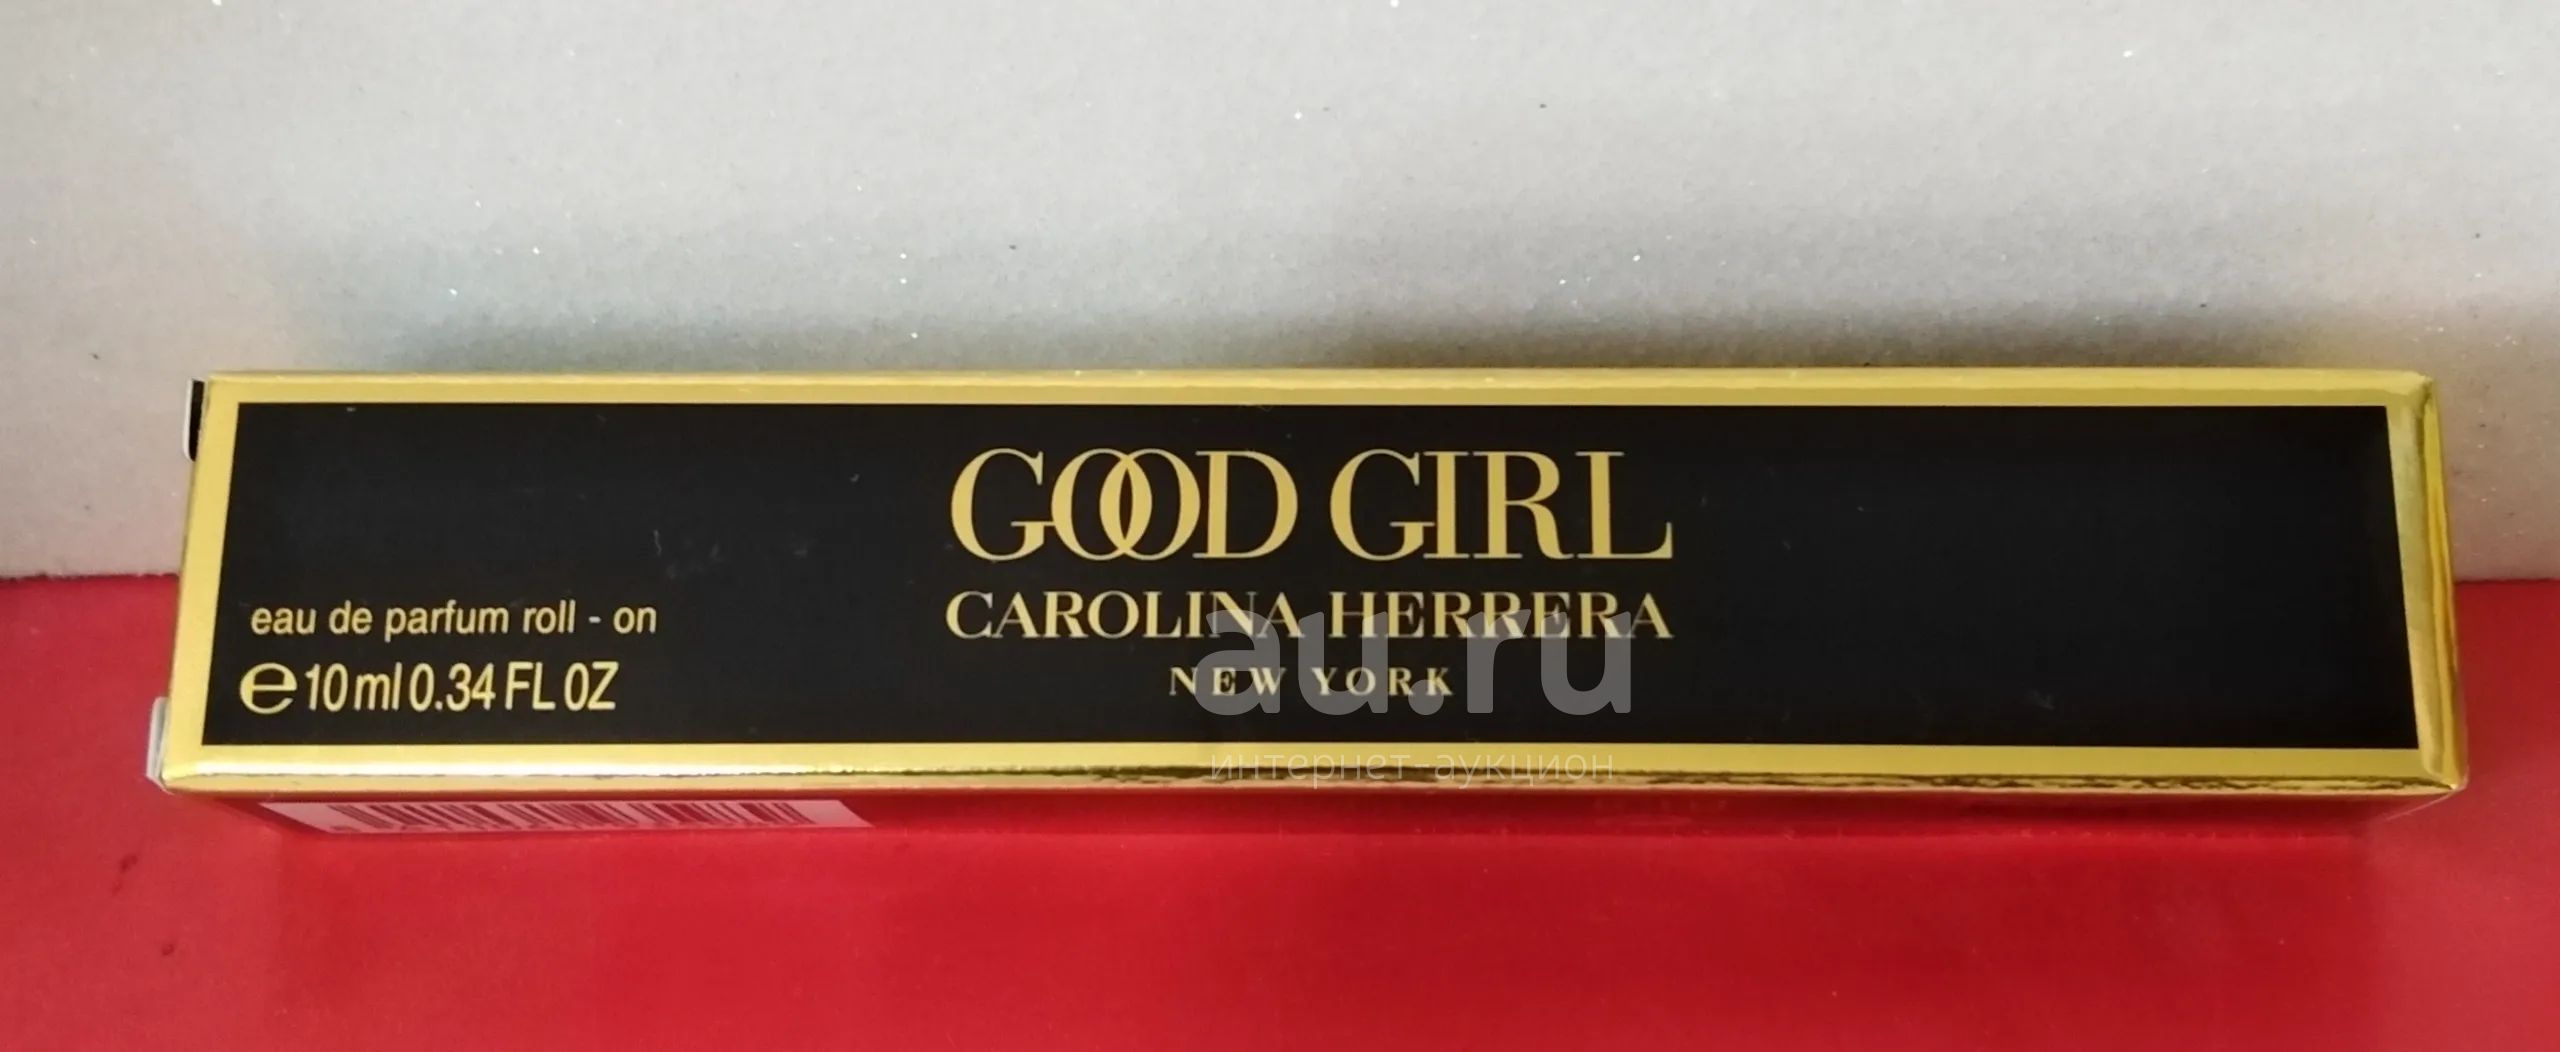 GOOD GIRL
CAROLINA HERRERA
NEW YORK
eau de parfum roll - on
℮10 ml 0.34 FL OZ
au.ru
интернет-аукцион